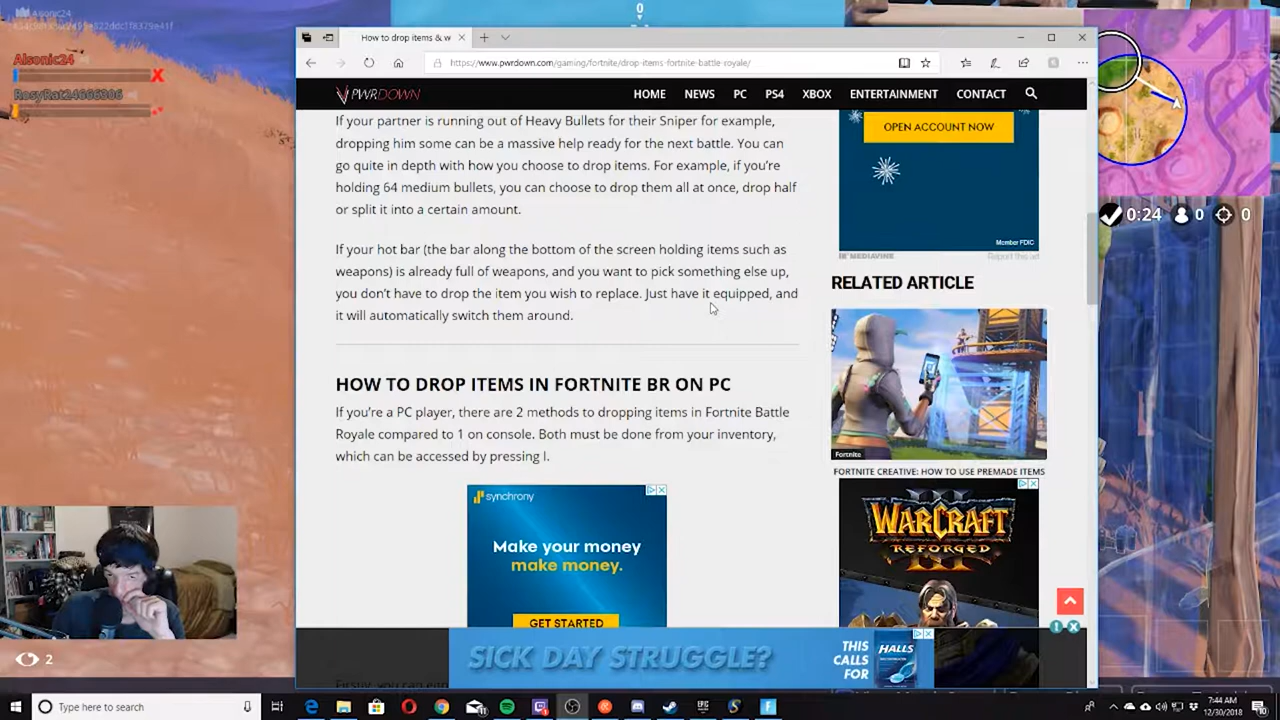 Alsonic24
0
Alsonic24
RosyRat24666306
How to drop items & w
https://www.pwrdown.com/gaming/fortnite/drop-items-fortnite-battle-royale/
PWRDOWN
HOME NEWS PC PS4 XBOX ENTERTAINMENT CONTACT
If your partner is running out of Heavy Bullets for their Sniper for example,
dropping him some can be a massive help ready for the next battle. You can
go quite in depth with how you choose to drop items. For example, if you're
holding 64 medium bullets, you can choose to drop them all at once, drop half
or split it into a certain amount.
If your hot bar (the bar along the bottom of the screen holding items such as
weapons) is already full of weapons, and you want to pick something else up,
you don't have to drop the item you wish to replace. Just have it equipped, and
it will automatically switch them around.
HOW TO DROP ITEMS IN FORTNITE BR ON PC
If you're a PC player, there are 2 methods to dropping items in Fortnite Battle
Royale compared to 1 on console. Both must be done from your inventory,
which can be accessed by pressing I.
synchrony
Make your money
make money.
GET STARTED
OPEN ACCOUNT NOW
Member FDIC
MEDIAVINE
Report this ad
RELATED ARTICLE
Fortnite
FORTNITE CREATIVE: HOW TO USE PREMADE ITEMS
WARCRAFT
III
REFORGED
SICK DAY STRUGGLE?
THIS
CALLS
FOR
HALLS
Firstly, you can
0:24 0 0
2
Type here to search
7:44 AM
12/30/2018